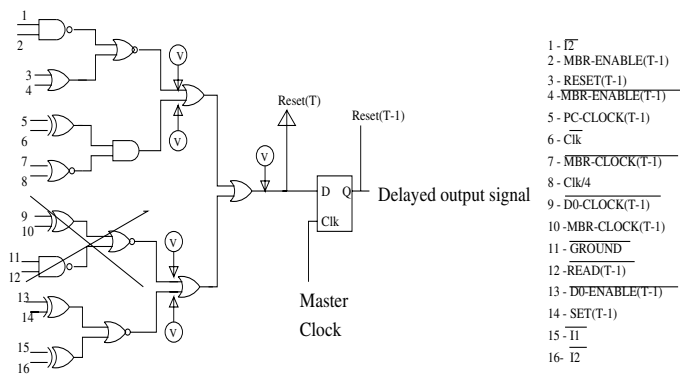 1
2
3
4
5
6
7
8
9
10
11
12
13
14
15
16
V
V
V
V
V
Reset(T)
Reset(T-1)
D Q
Clk
Delayed output signal
Master
Clock
1 - I2
2 - MBR-ENABLE(T-1)
3 - RESET(T-1)
4 -MBR-ENABLE(T-1)
5 - PC-CLOCK(T-1)
6 - Clk
7 - MBR-CLOCK(T-1)
8 - Clk/4
9 - D0-CLOCK(T-1)
10 -MBR-CLOCK(T-1)
11 - GROUND
12 -READ(T-1)
13 - D0-ENABLE(T-1)
14 - SET(T-1)
15 - I1
16- I2